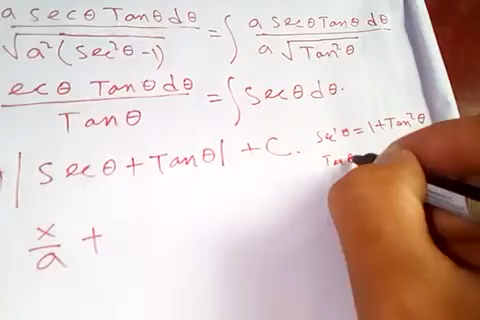 a secθ Tanθ dθ / √a²(sec²θ-1) = ∫ a secθ Tanθ dθ / a √Tan²θ
ecθ Tanθ dθ / Tanθ = ∫ secθ dθ.
| secθ + Tanθ | + C.
sec²θ = 1 + Tan²θ
Tanθ
x/a +